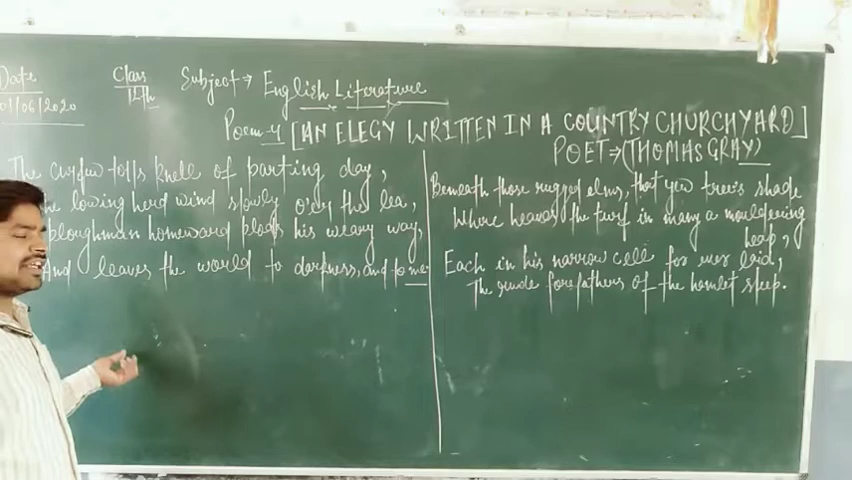 Date
01/06/2020
Class
12th
Subject → English Literature
Poem-4 [AN ELEGY WRITTEN IN A COUNTRY CHURCHYARD]
POET⇒(THOMAS GRAY)
The curfew tolls knell of parting day,
The lowing herd wind slowly o'er the lea,
ploughman homeward plods his weary way,
And leaves the world to darkness, and to me.
Beneath those rugged elms, that yew tree's shade
Where heaves the turf in many a mouldering
heap,
Each in his narrow cell for ever laid,
The rude forefathers of the hamlet sleep.